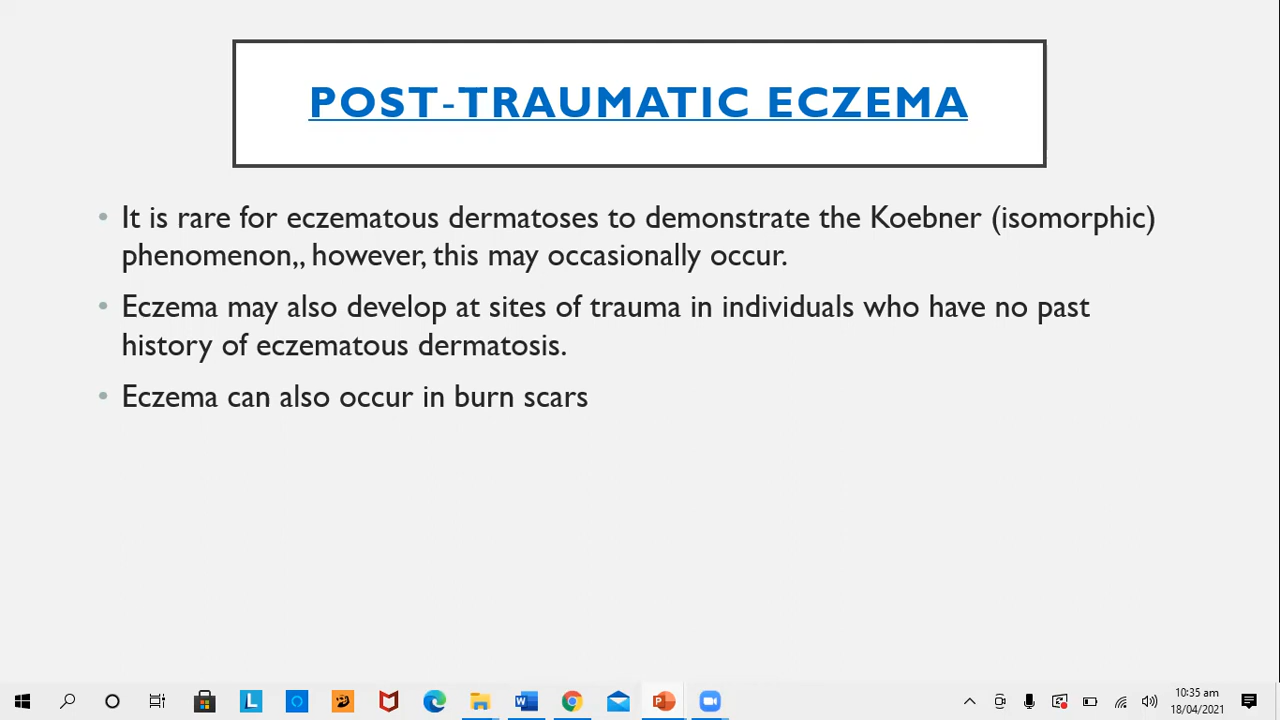 POST-TRAUMATIC ECZEMA
• It is rare for eczematous dermatoses to demonstrate the Koebner (isomorphic)
phenomenon,, however, this may occasionally occur.
• Eczema may also develop at sites of trauma in individuals who have no past
history of eczematous dermatosis.
• Eczema can also occur in burn scars
10:35 am
18/04/2021